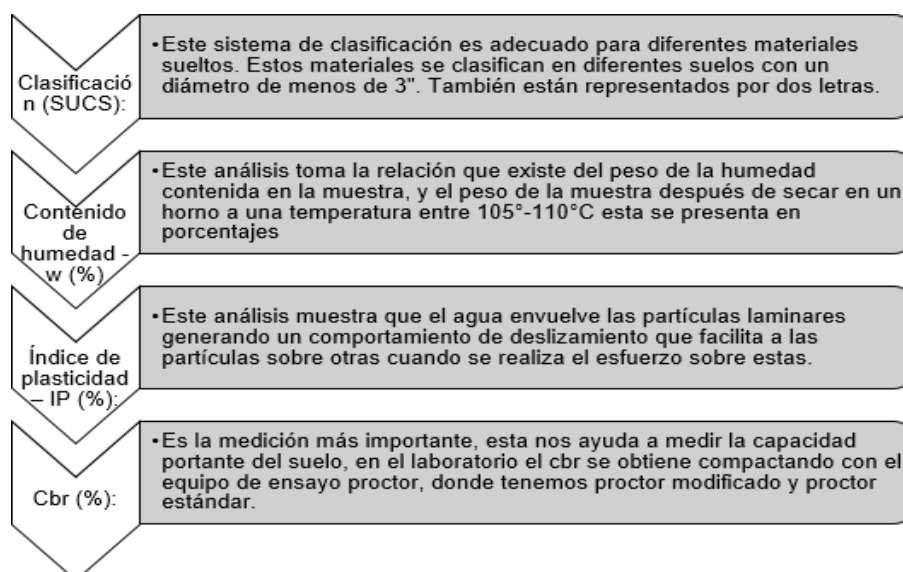 Clasificació
n (SUCS):
•Este sistema de clasificación es adecuado para diferentes materiales
sueltos. Estos materiales se clasifican en diferentes suelos con un
diámetro de menos de 3". También están representados por dos letras.
Contenido
de
humedad -
w (%)
•Este análisis toma la relación que existe del peso de la humedad
contenida en la muestra, y el peso de la muestra después de secar en un
horno a una temperatura entre 105°-110°C esta se presenta en
porcentajes
Índice de
plasticidad
– IP (%):
•Este análisis muestra que el agua envuelve las partículas laminares
generando un comportamiento de deslizamiento que facilita a las
partículas sobre otras cuando se realiza el esfuerzo sobre estas.
Cbr (%):
•Es la medición más importante, esta nos ayuda a medir la capacidad
portante del suelo, en el laboratorio el cbr se obtiene compactando con el
equipo de ensayo proctor, donde tenemos proctor modificado y proctor
estándar.